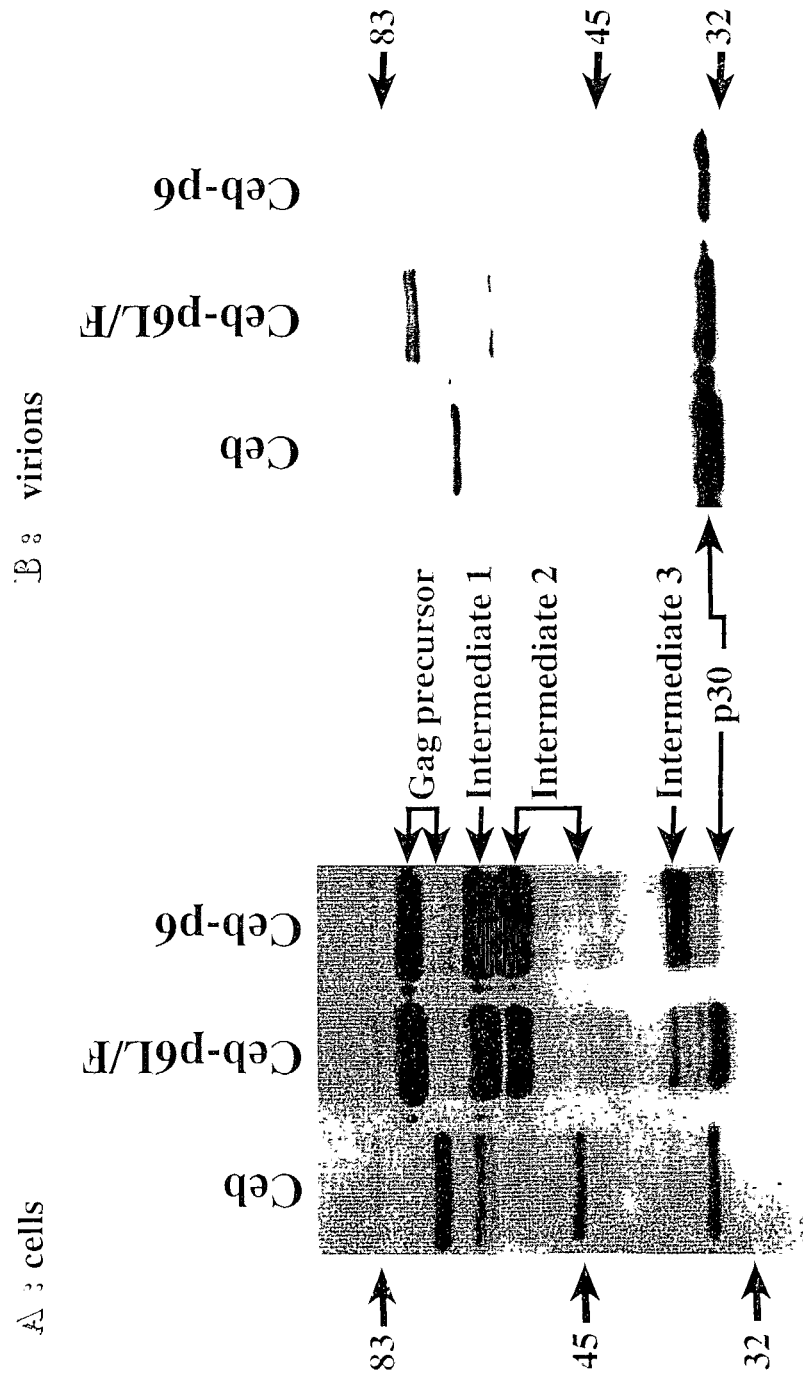 A : cells
Ceb
Ceb-p6L/F
Ceb-p6
83
45
32
Gag precursor
Intermediate 1
Intermediate 2
Intermediate 3
p30
B : virions
Ceb
Ceb-p6L/F
Ceb-p6
83
45
32